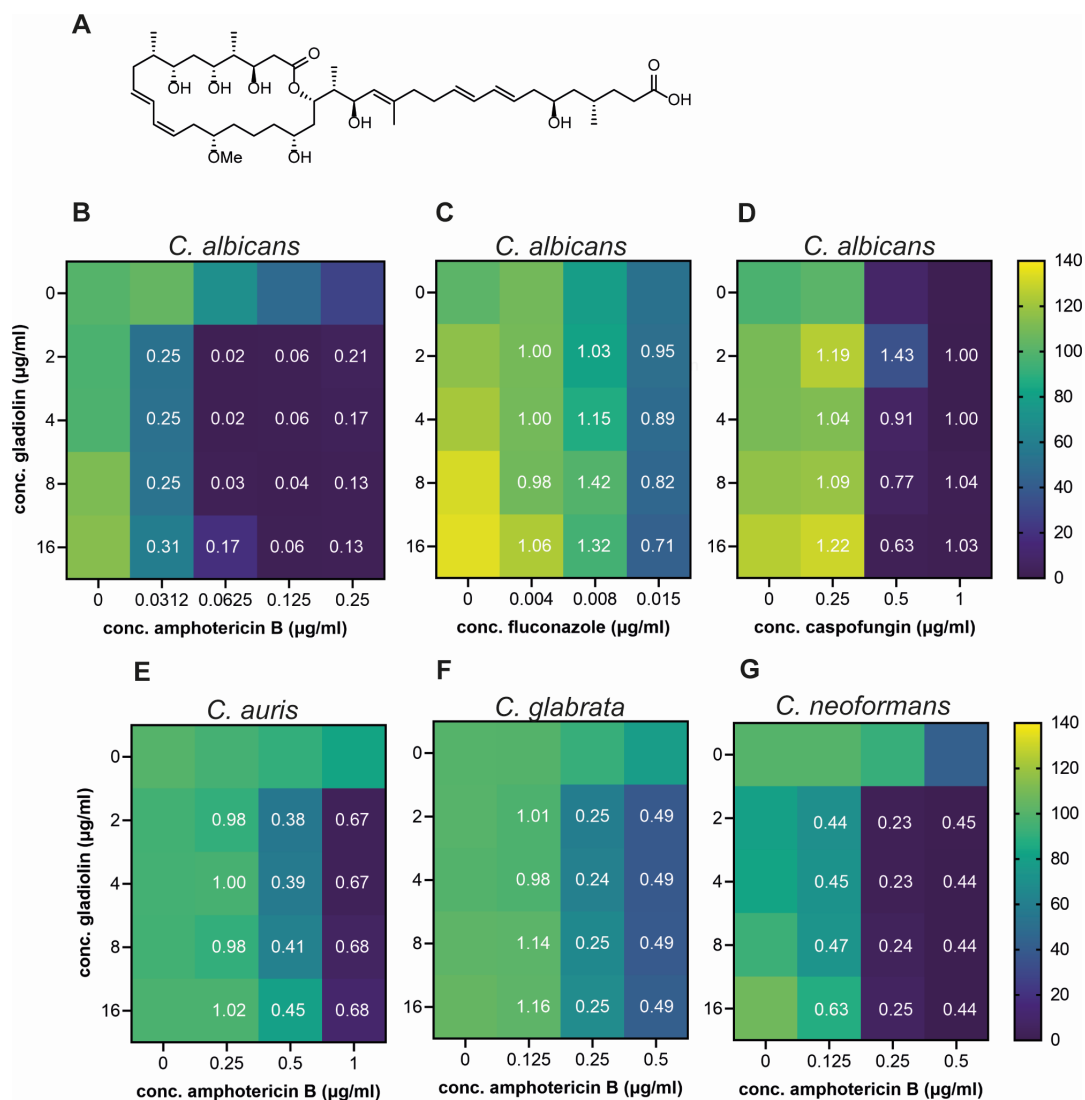 A
O
O
OH
OH
OH
O
OH
OMe
OH
OH
O
OH
B
C. albicans
C
C. albicans
D
C. albicans
conc. gladiolin (µg/ml)
0
2
0.25 0.02 0.06 0.21
4
0.25 0.02 0.06 0.17
8
0.25 0.03 0.04 0.13
16
0.31 0.17 0.06 0.13
0 0.0312 0.0625 0.125 0.25
conc. amphotericin B (µg/ml)
1.00 1.03 0.95
1.00 1.15 0.89
0.98 1.42 0.82
1.06 1.32 0.71
0 0.004 0.008 0.015
conc. fluconazole (µg/ml)
1.19 1.43 1.00
1.04 0.91 1.00
1.09 0.77 1.04
1.22 0.63 1.03
0 0.25 0.5 1
conc. caspofungin (µg/ml)
140
120
100
80
60
40
20
0
E
C. auris
F
C. glabrata
G
C. neoformans
conc. gladiolin (µg/ml)
0
2
0.98 0.38 0.67
4
1.00 0.39 0.67
8
0.98 0.41 0.68
16
1.02 0.45 0.68
0 0.25 0.5 1
conc. amphotericin B (µg/ml)
0
2
1.01 0.25 0.49
4
0.98 0.24 0.49
8
1.14 0.25 0.49
16
1.16 0.25 0.49
0 0.125 0.25 0.5
conc. amphotericin B (µg/ml)
0
2
0.44 0.23 0.45
4
0.45 0.23 0.44
8
0.47 0.24 0.44
16
0.63 0.25 0.44
0 0.125 0.25 0.5
conc. amphotericin B (µg/ml)
140
120
100
80
60
40
20
0